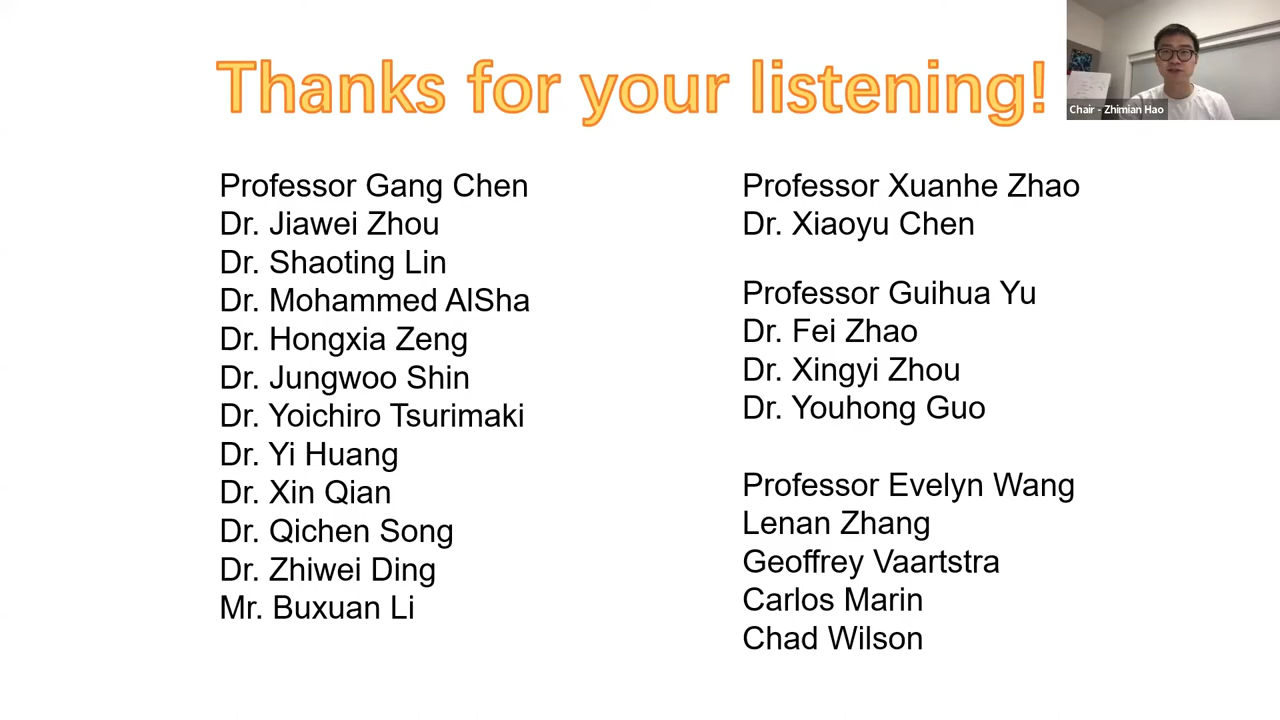 Thanks for your listening!
Chair - Zhimian Hao
Professor Gang Chen
Dr. Jiawei Zhou
Dr. Shaoting Lin
Dr. Mohammed AlSha
Dr. Hongxia Zeng
Dr. Jungwoo Shin
Dr. Yoichiro Tsurimaki
Dr. Yi Huang
Dr. Xin Qian
Dr. Qichen Song
Dr. Zhiwei Ding
Mr. Buxuan Li
Professor Xuanhe Zhao
Dr. Xiaoyu Chen
Professor Guihua Yu
Dr. Fei Zhao
Dr. Xingyi Zhou
Dr. Youhong Guo
Professor Evelyn Wang
Lenan Zhang
Geoffrey Vaartstra
Carlos Marin
Chad Wilson